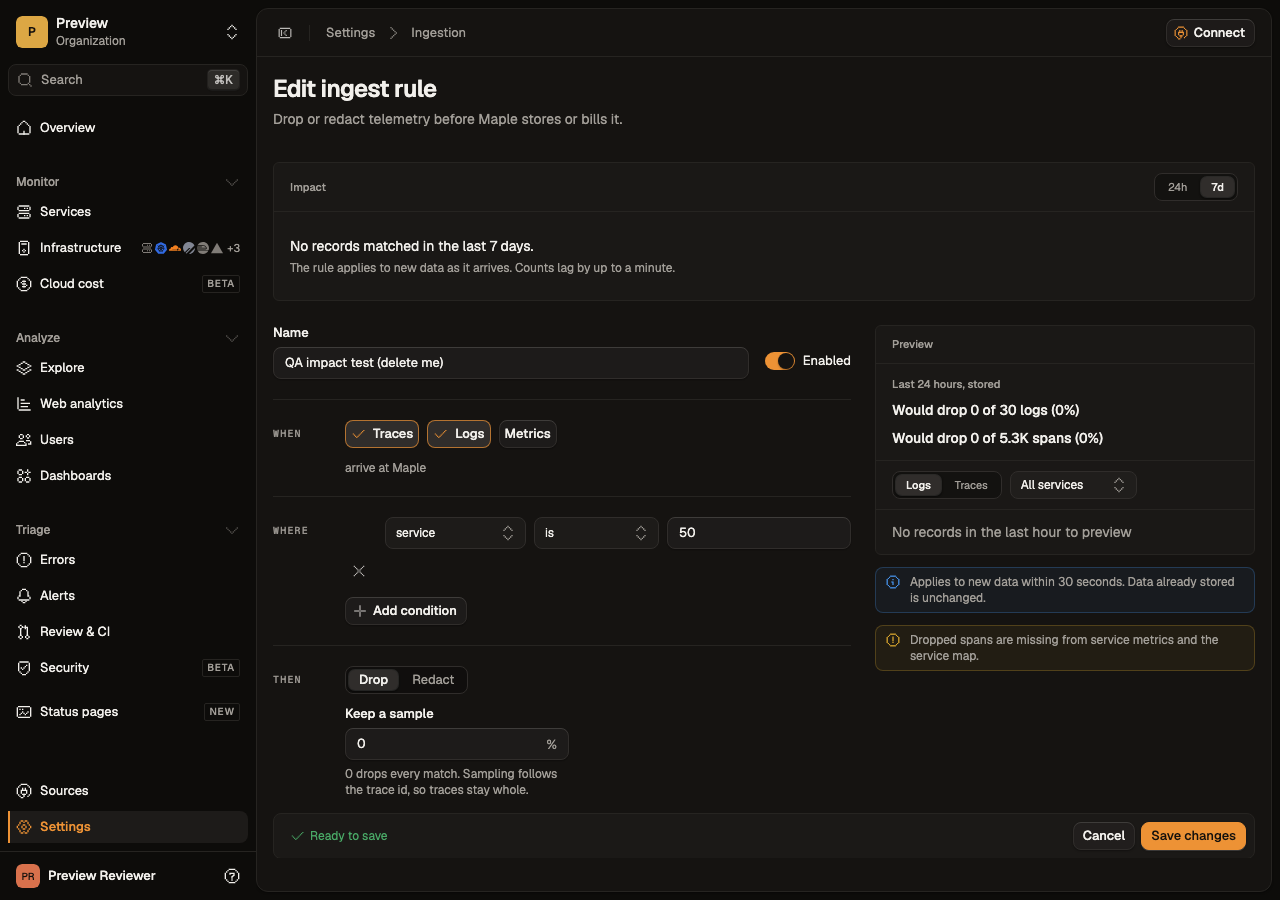 P
Preview
Organization
Search
⌘K
Overview
Monitor
Services
Infrastructure
+3
Cloud cost
BETA
Analyze
Explore
Web analytics
Users
Dashboards
Triage
Errors
Alerts
Review & CI
Security
BETA
Status pages
NEW
Sources
Settings
PR
Preview Reviewer
Settings
Ingestion
Connect
Edit ingest rule
Drop or redact telemetry before Maple stores or bills it.
Impact
24h
7d
No records matched in the last 7 days.
The rule applies to new data as it arrives. Counts lag by up to a minute.
Name
QA impact test (delete me)
Enabled
WHEN
Traces
Logs
Metrics
arrive at Maple
WHERE
service
is
50
Add condition
THEN
Drop
Redact
Keep a sample
0
%
0 drops every match. Sampling follows
the trace id, so traces stay whole.
Preview
Last 24 hours, stored
Would drop 0 of 30 logs (0%)
Would drop 0 of 5.3K spans (0%)
Logs
Traces
All services
No records in the last hour to preview
Applies to new data within 30 seconds. Data already stored
is unchanged.
Dropped spans are missing from service metrics and the
service map.
Ready to save
Cancel
Save changes